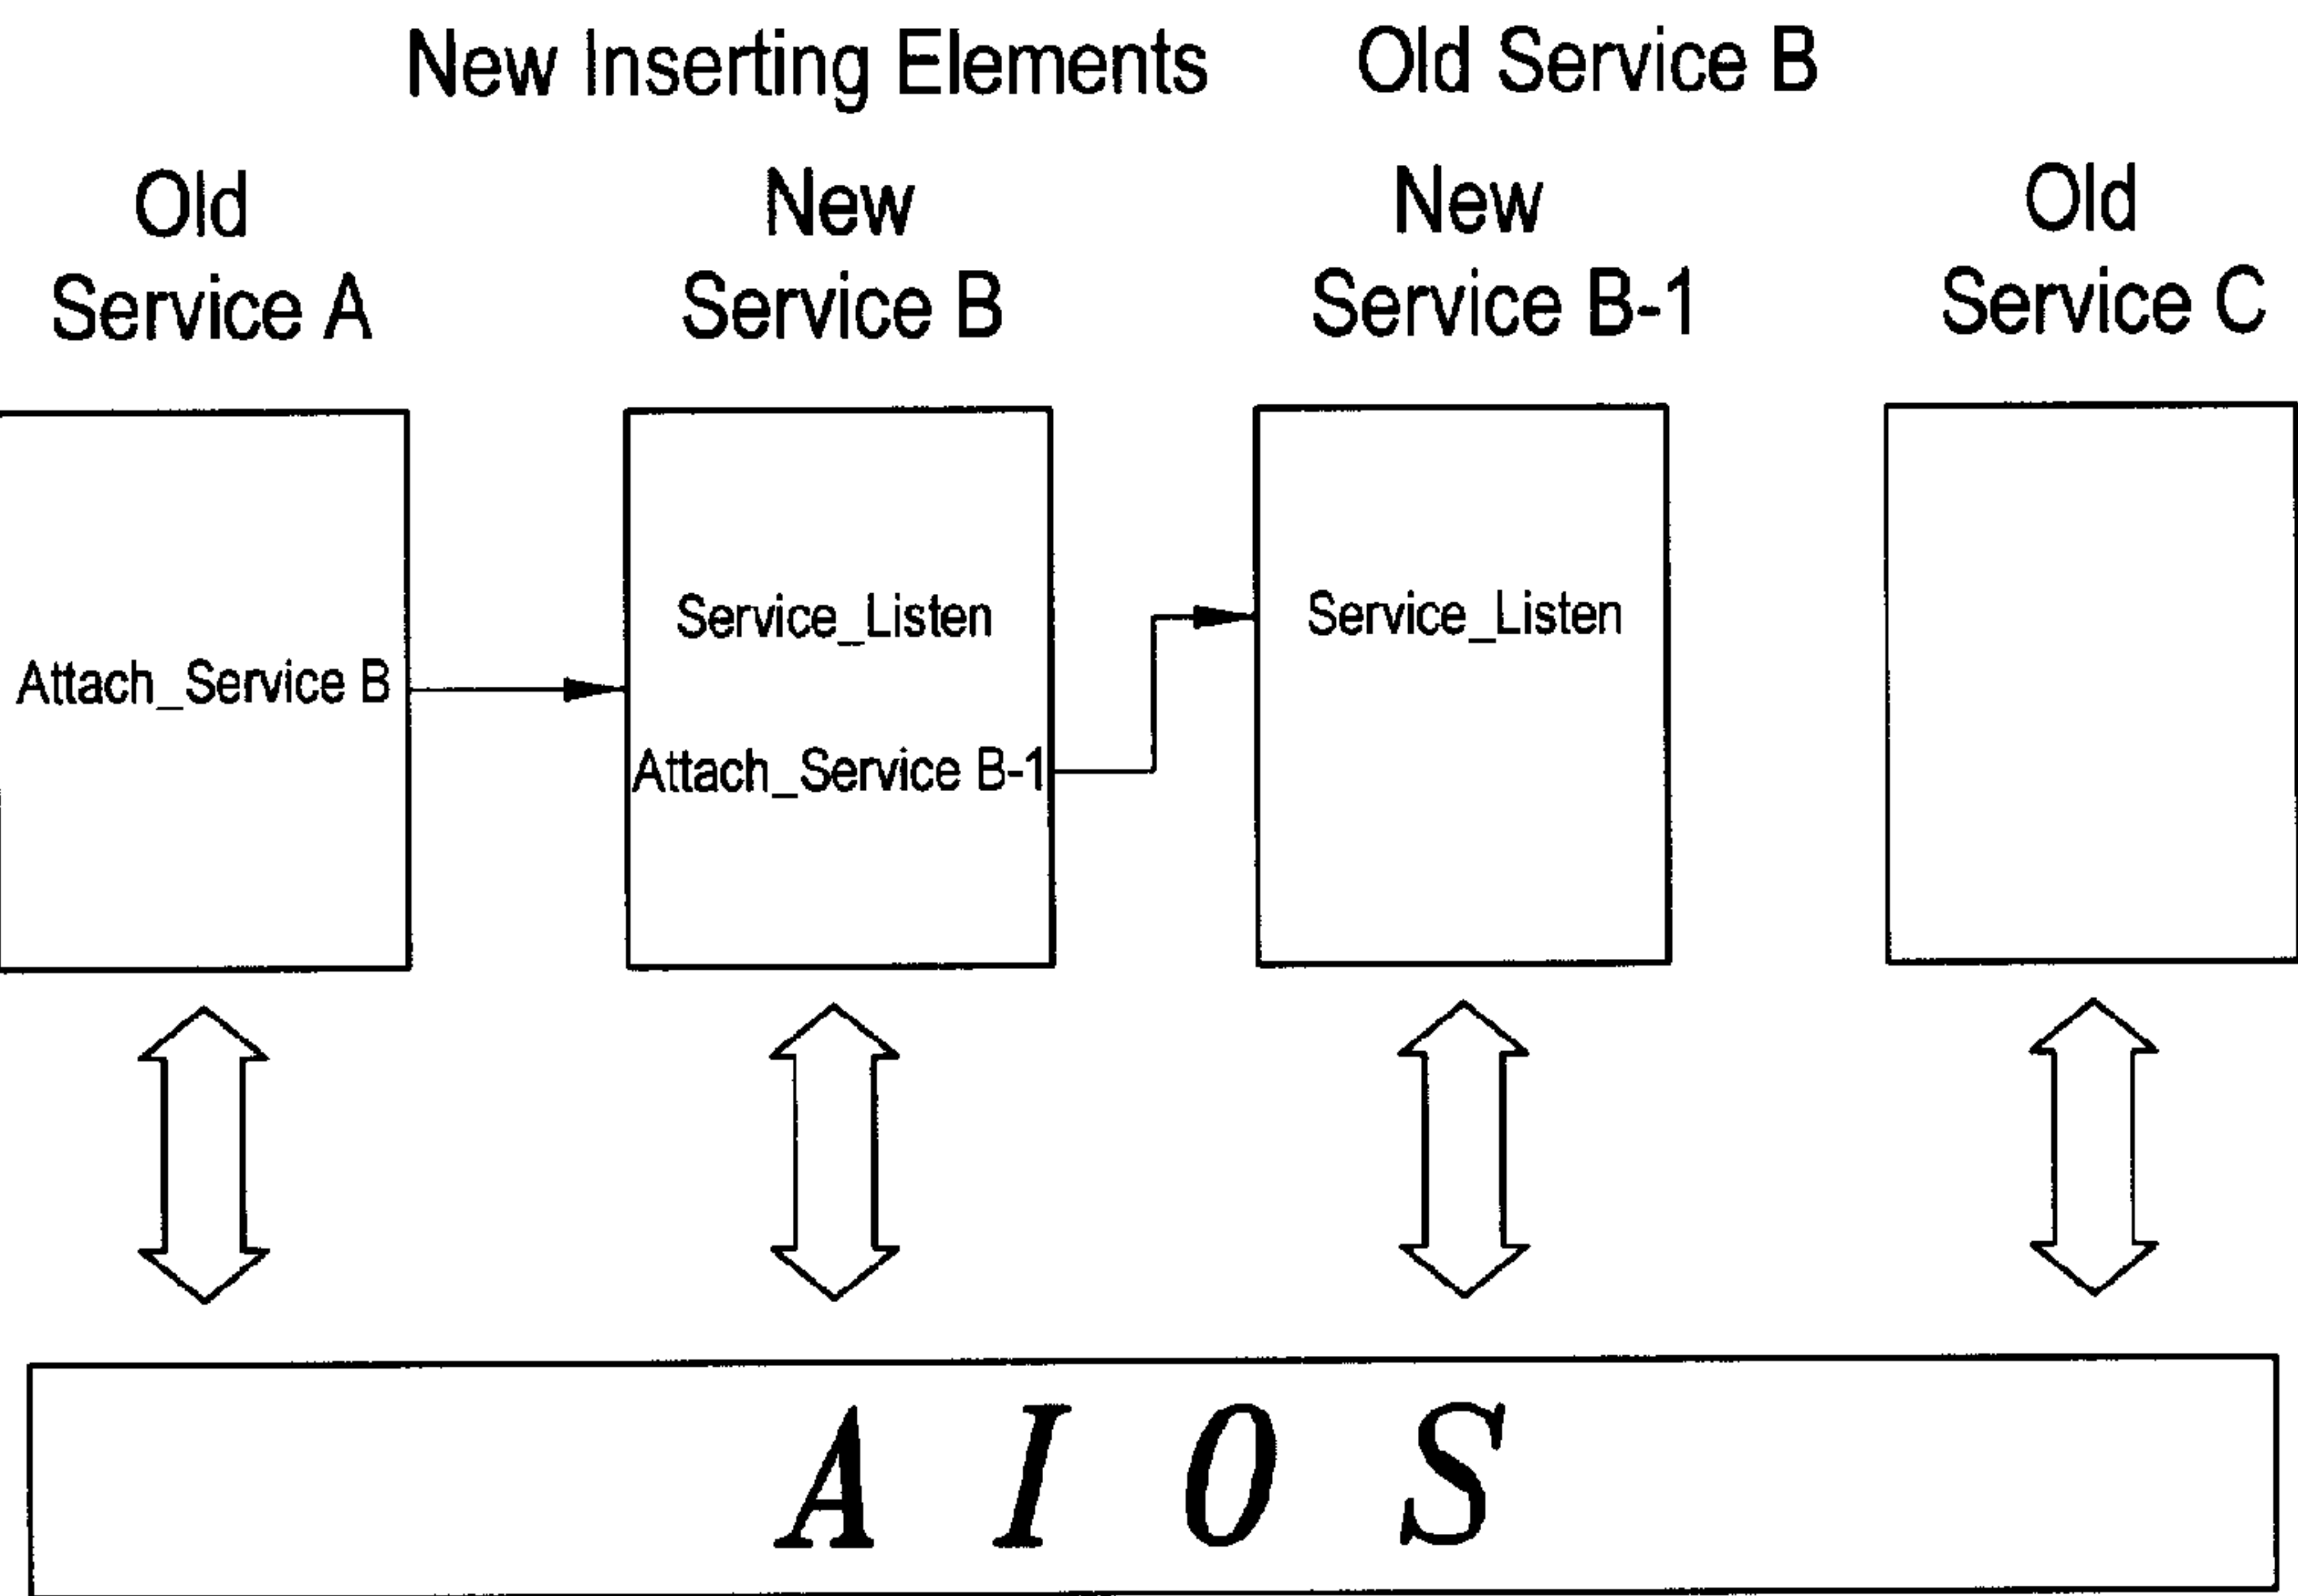 New Inserting Elements
Old Service B
Old
Service A
New
Service B
New
Service B-1
Old
Service C
Attach_Service B
Service_Listen
Attach_Service B-1
Service_Listen
A I O S